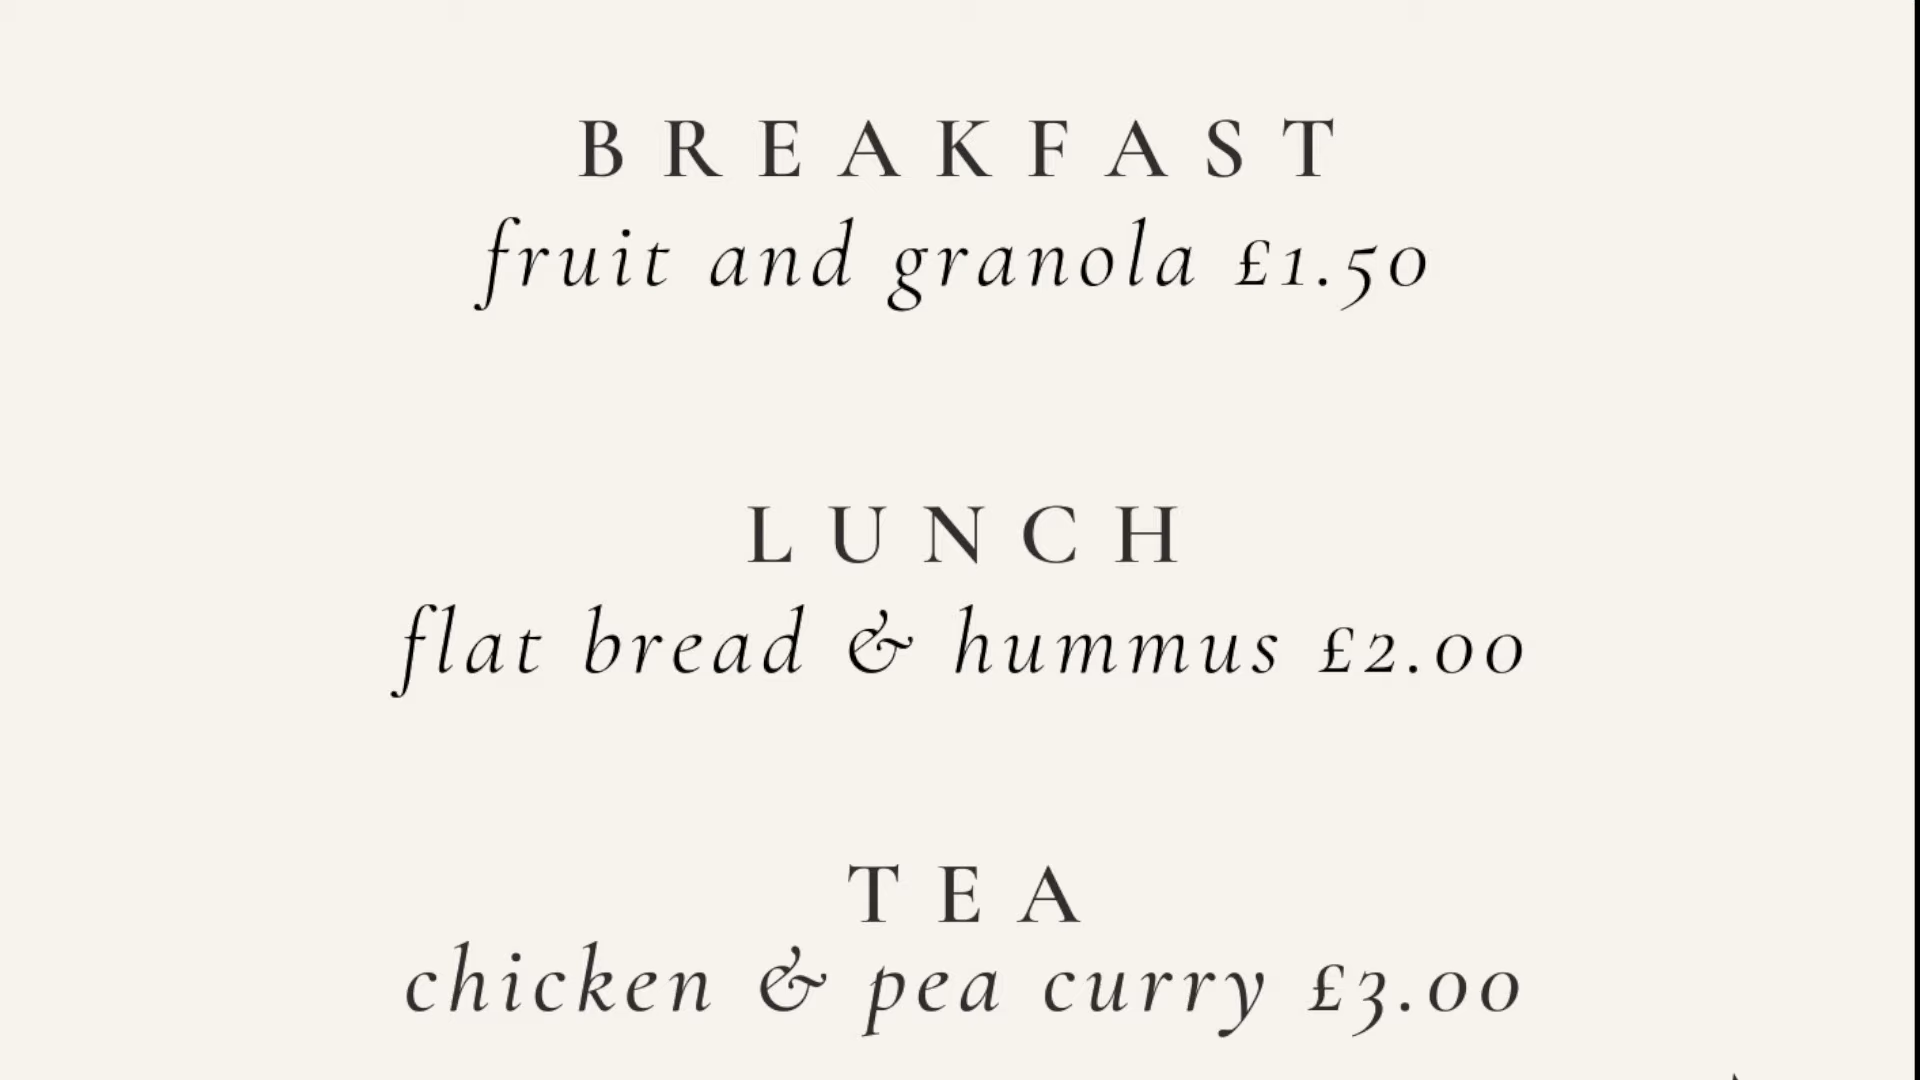 BREAKFAST
fruit and granola £1.50
LUNCH
flat bread & hummus £2.00
TEA
chicken & pea curry £3.00